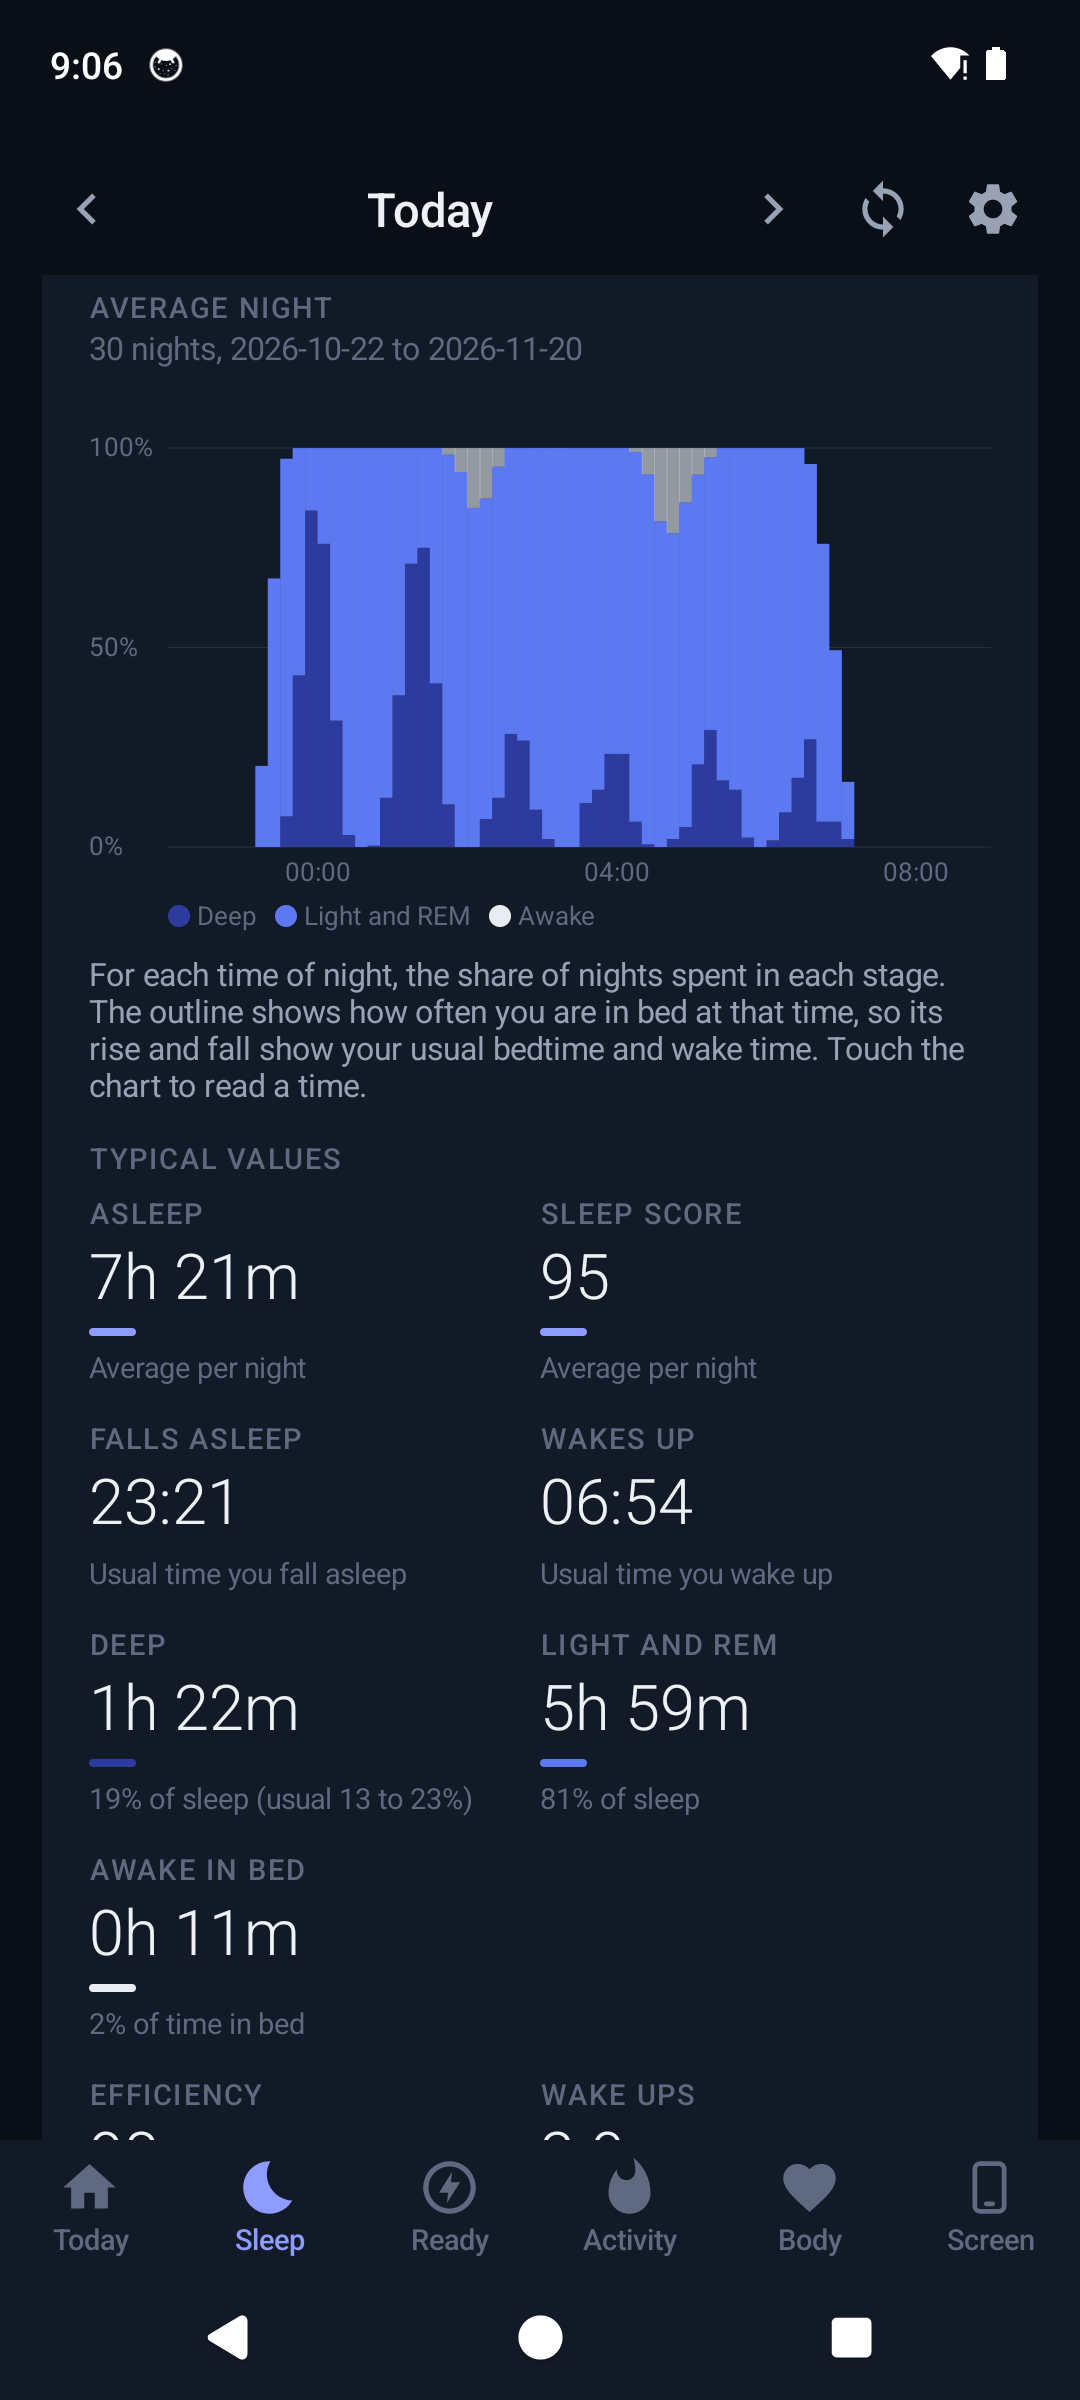 9:06
Today
AVERAGE NIGHT
30 nights, 2026-10-22 to 2026-11-20
100%
50%
0%
00:00 04:00 08:00
Deep Light and REM Awake
For each time of night, the share of nights spent in each stage.
The outline shows how often you are in bed at that time, so its
rise and fall show your usual bedtime and wake time. Touch the
chart to read a time.
TYPICAL VALUES
ASLEEP SLEEP SCORE
7h 21m 95
Average per night Average per night
FALLS ASLEEP WAKES UP
23:21 06:54
Usual time you fall asleep Usual time you wake up
DEEP LIGHT AND REM
1h 22m 5h 59m
19% of sleep (usual 13 to 23%) 81% of sleep
AWAKE IN BED
0h 11m
2% of time in bed
EFFICIENCY WAKE UPS
Today Sleep Ready Activity Body Screen